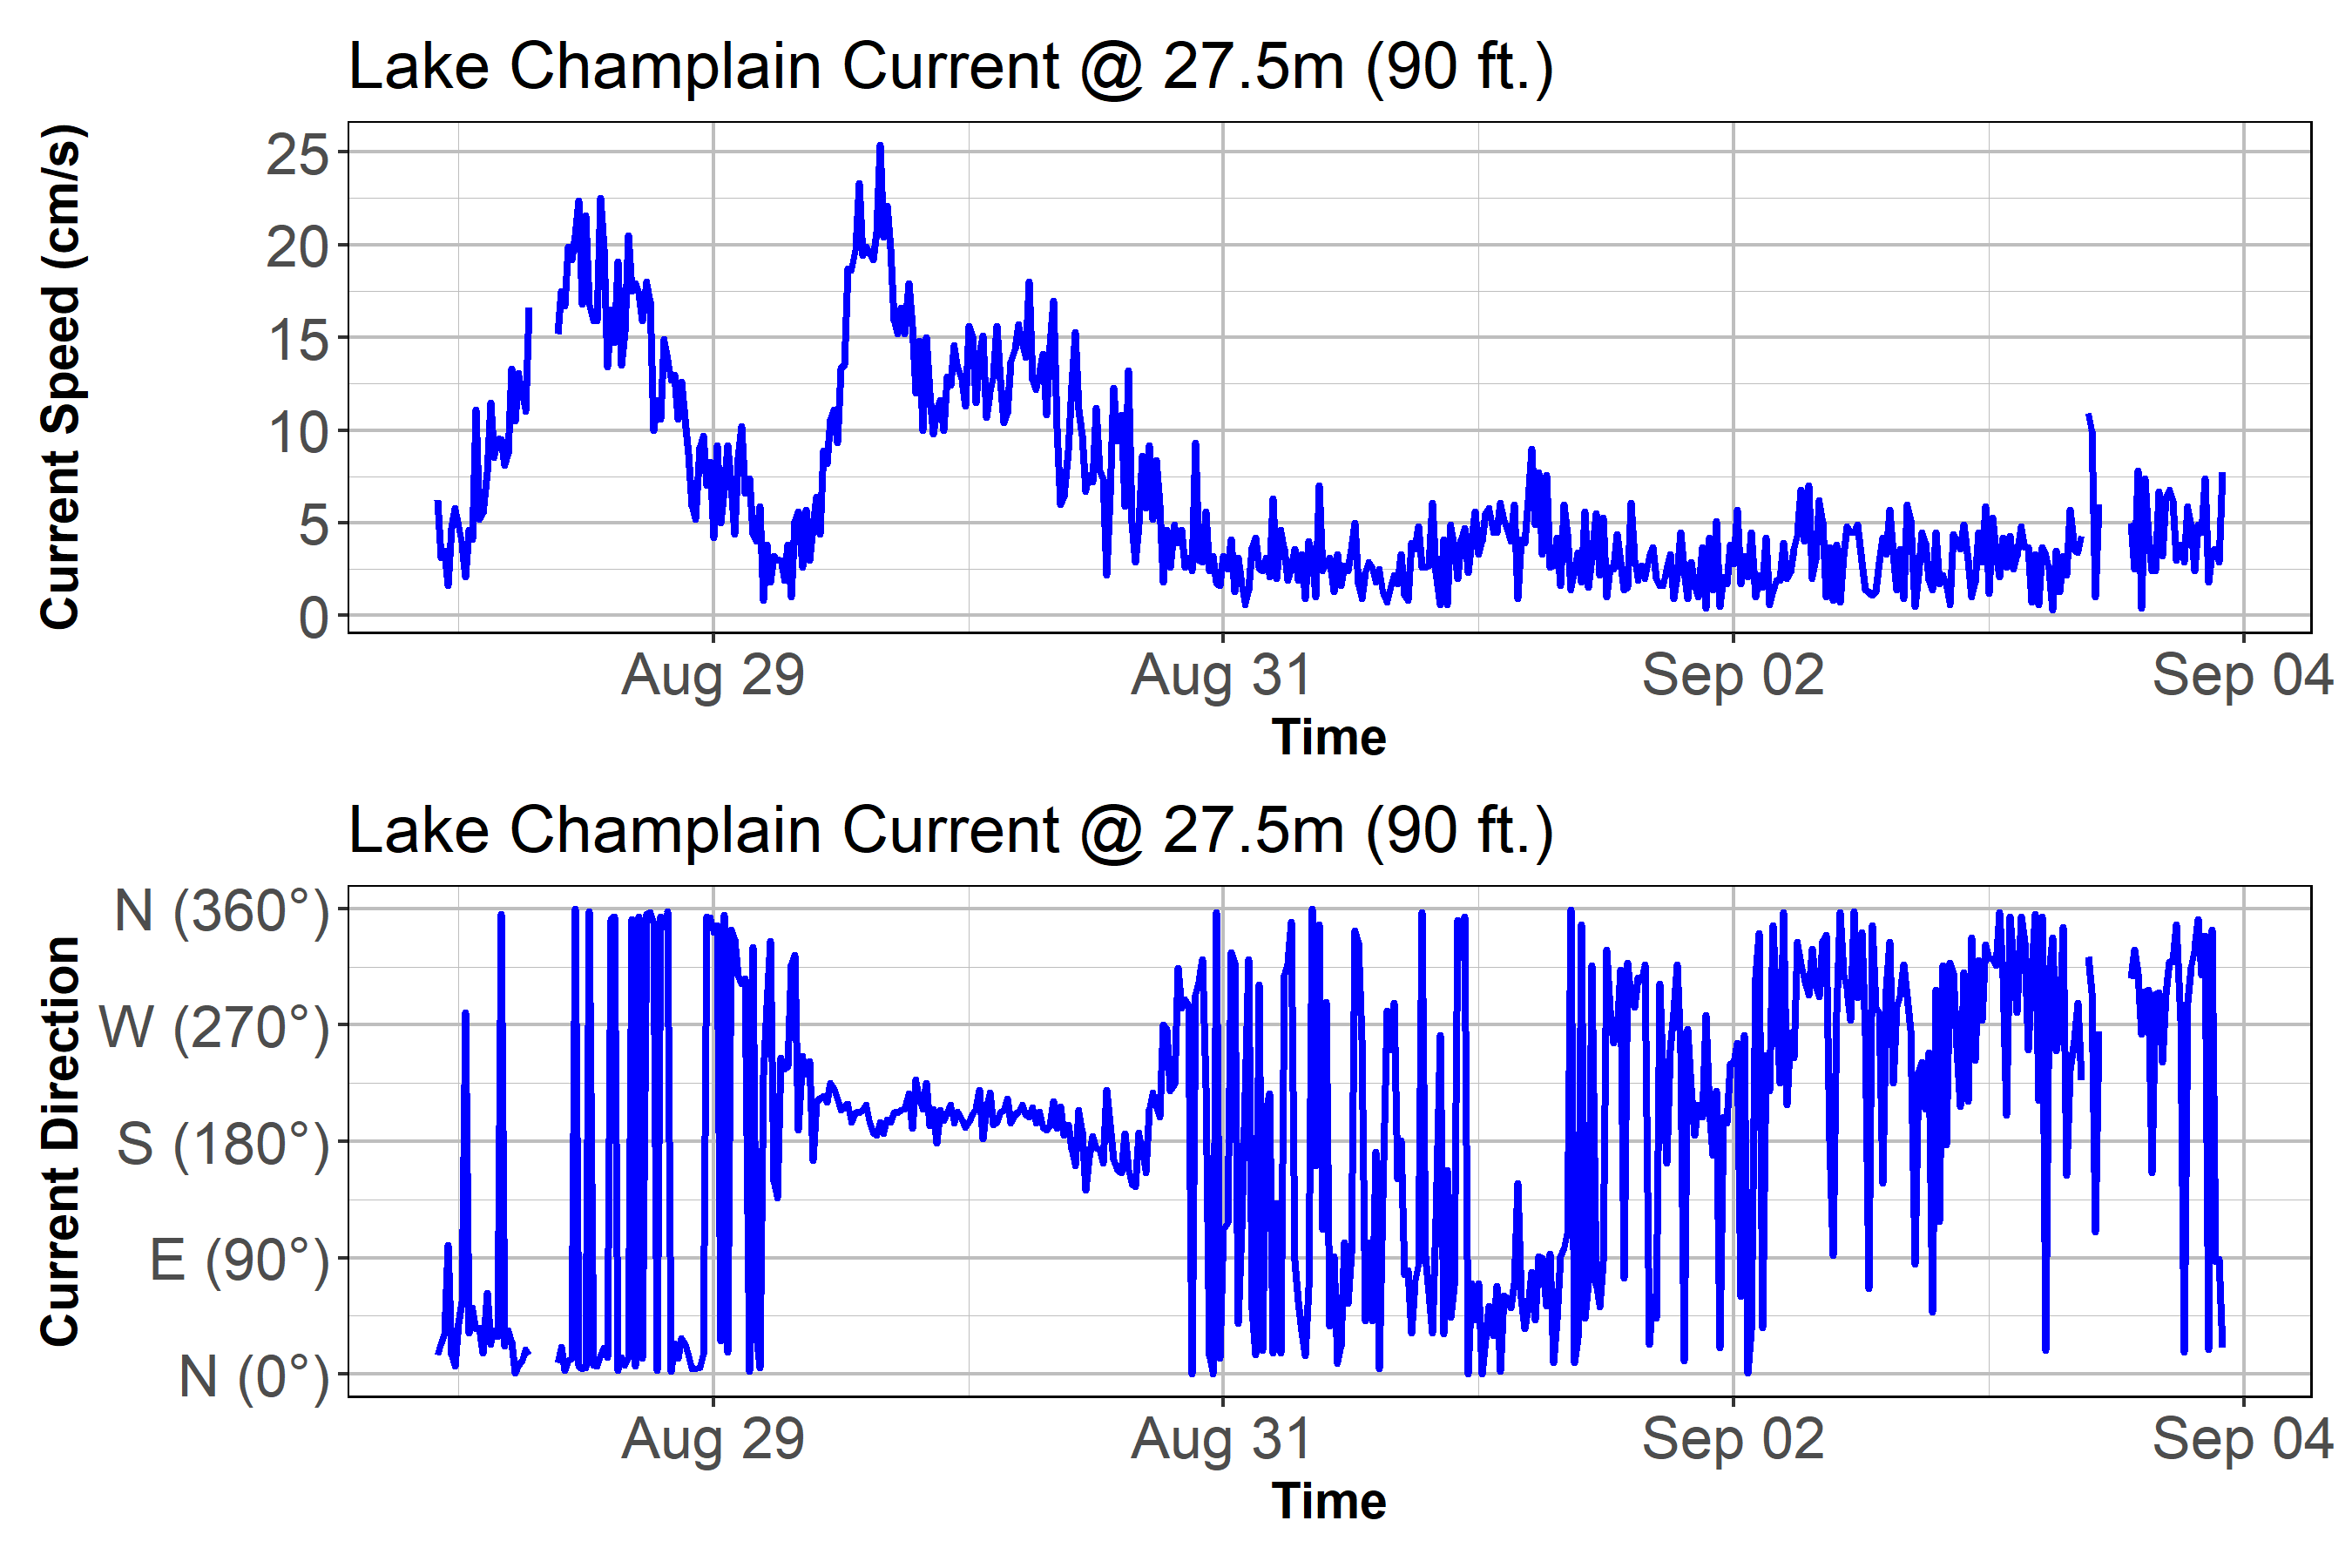 Lake Champlain Current @ 27.5m (90 ft.)
Current Speed (cm/s)
25
20
15
10
5
0
Aug 29 Aug 31 Sep 02 Sep 04
Time
Lake Champlain Current @ 27.5m (90 ft.)
Current Direction
N (360°)
W (270°)
S (180°)
E (90°)
N (0°)
Aug 29 Aug 31 Sep 02 Sep 04
Time